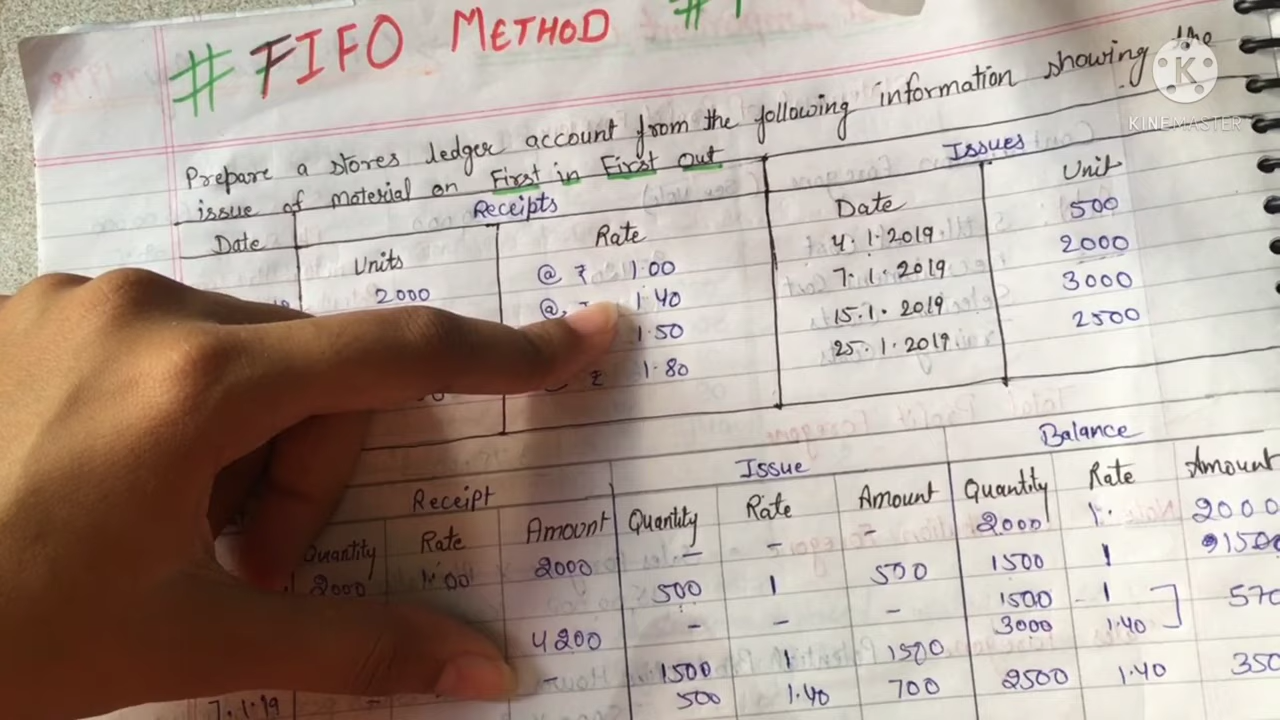 # FIFO METHOD #
Prepare a stores ledger account from the following information showing the
issue of material on First in First Out
Receipts Issues
Date Units Rate Date Unit
2000 @ ₹ 1.00 4.1.2019 500
@ 1.40 7.1.2019 2000
1.50 15.1.2019 3000
₹ 1.80 25.1.2019 2500
Receipt Issue Balance
Quantity Rate Amount Quantity Rate Amount Quantity Rate Amount
2000 1.00 2000 - - - 2000 1. 2000
500 1 500 1500 1 1500
4200 - - - 1500 - 1
3000 1.40
- 1500 1 1500
7.1.19 - 500 1.40 700 2500 1.40
KINEMASTER